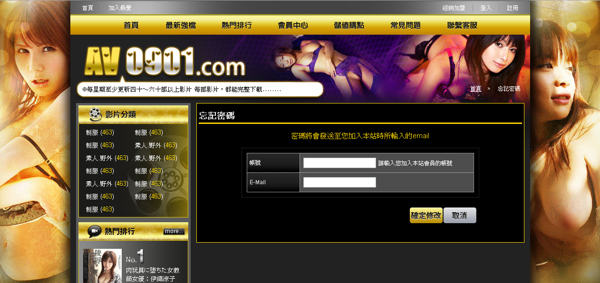 首頁 加入最愛
經銷加盟 登入 註冊
首頁 最新強檔 熱門排行 會員中心 儲值購點 常見問題 聯繫客服
AV0901.com
※每星期至少更新四十~六十部以上影片 每部影片，都能完整下載........
首頁 > 忘記密碼
影片分類
制服 (463) 制服 (463)
制服 (463) 素人.野外 (463)
素人.野外 (463) 制服 (463)
制服 (463) 素人.野外 (463)
素人.野外 (463) 制服 (463)
制服 (463) 制服 (463)
制服 (463)
熱門排行 more...
No.1
肉玩具に堕ちた女教
師女優：伊織涼子
忘記密碼
密碼將會發送至您加入本站時所輸入的email
帳號 請輸入您加入本站會員的帳號
E-Mail
確定修改 取消